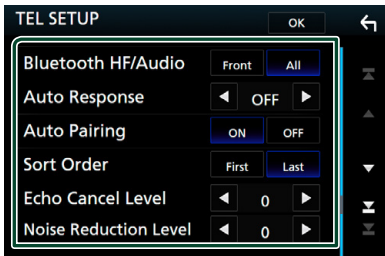 TEL SETUP OK
Bluetooth HF/Audio Front All
Auto Response OFF
Auto Pairing ON OFF
Sort Order First Last
Echo Cancel Level 0
Noise Reduction Level 0